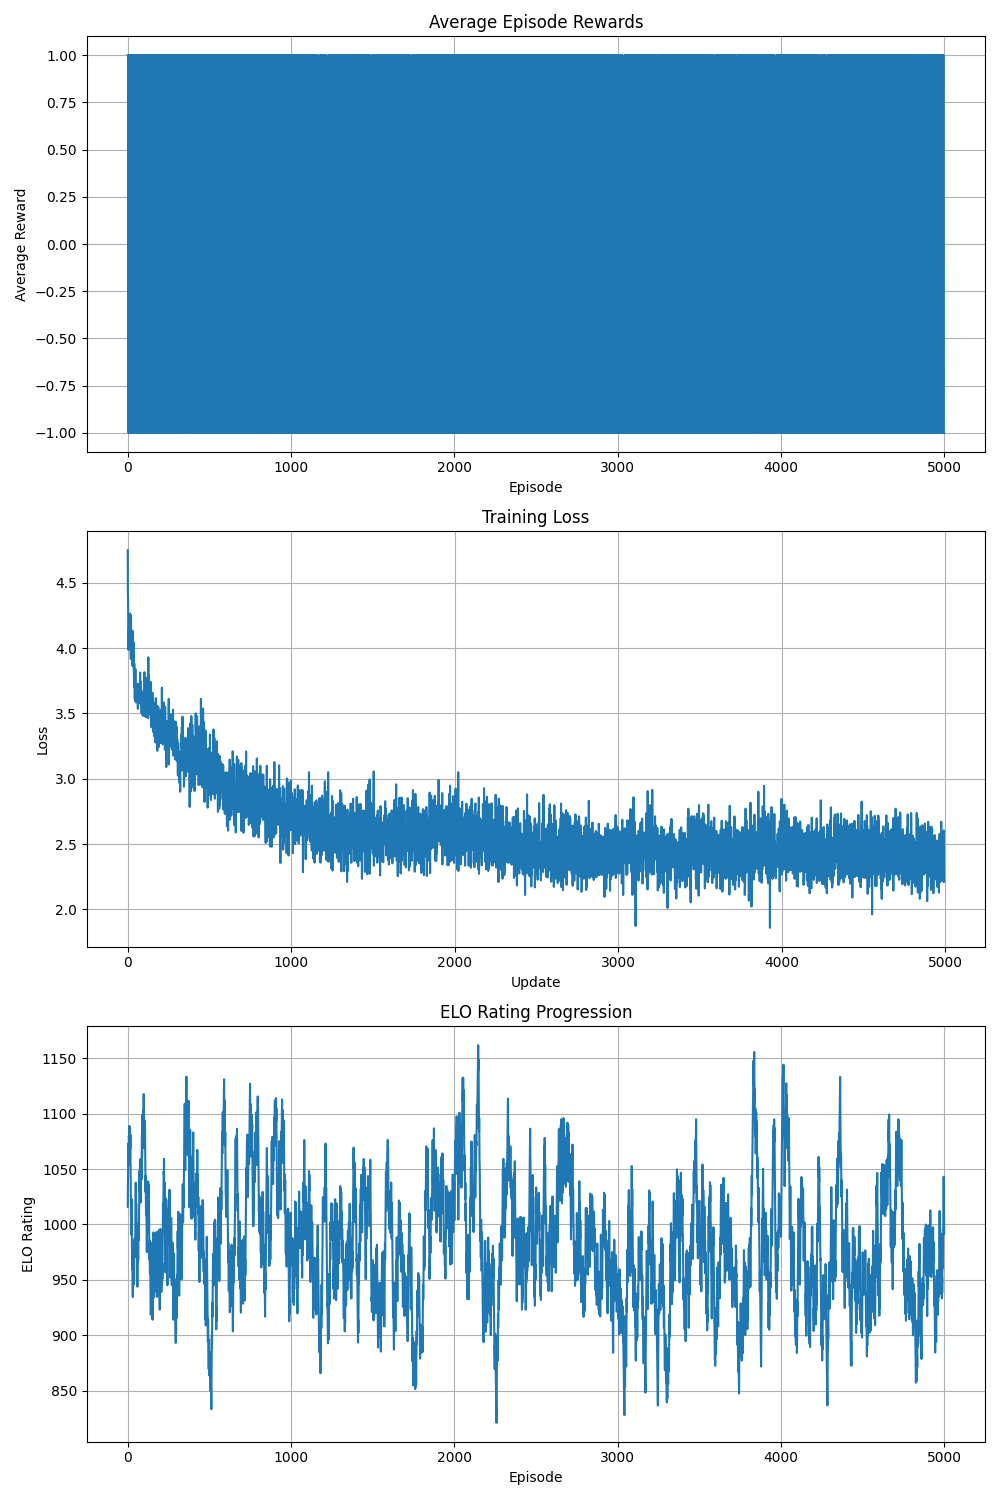 Average Episode Rewards
1.00
0.75
0.50
0.25
0.00
−0.25
−0.50
−0.75
−1.00
Average Reward
0 1000 2000 3000 4000 5000
Episode
Training Loss
4.5
4.0
3.5
3.0
2.5
2.0
Loss
0 1000 2000 3000 4000 5000
Update
ELO Rating Progression
1150
1100
1050
1000
950
900
850
ELO Rating
0 1000 2000 3000 4000 5000
Episode